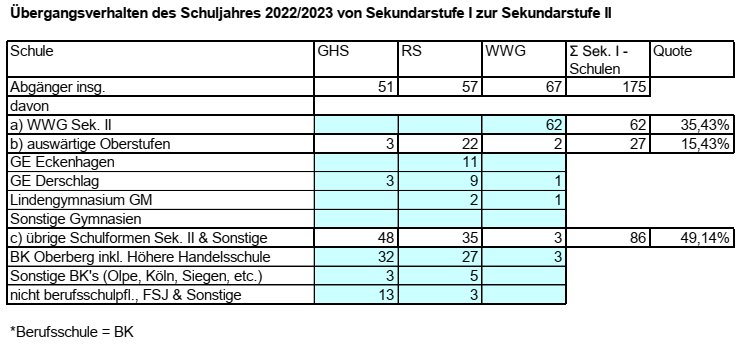 Übergangsverhalten des Schuljahres 2022/2023 von Sekundarstufe I zur Sekundarstufe II
Schule GHS RS WWG Σ Sek. I - Schulen Quote
Abgänger insg. 51 57 67 175
davon
a) WWG Sek. II 62 62 35,43%
b) auswärtige Oberstufen 3 22 2 27 15,43%
GE Eckenhagen 11
GE Derschlag 3 9 1
Lindengymnasium GM 2 1
Sonstige Gymnasien
c) übrige Schulformen Sek. II & Sonstige 48 35 3 86 49,14%
BK Oberberg inkl. Höhere Handelsschule 32 27 3
Sonstige BK's (Olpe, Köln, Siegen, etc.) 3 5
nicht berufsschulpfl., FSJ & Sonstige 13 3
*Berufsschule = BK